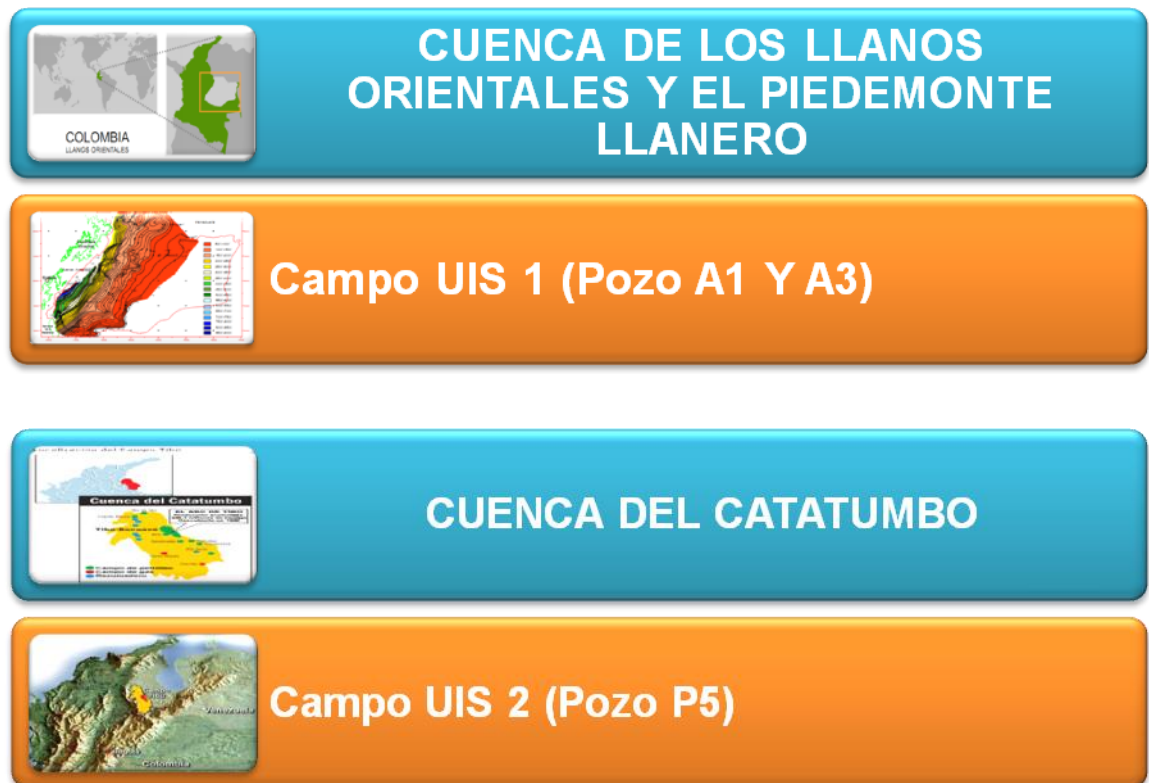 CUENCA DE LOS LLANOS
ORIENTALES Y EL PIEDEMONTE
LLANERO
COLOMBIA
LLANOS ORIENTALES
Campo UIS 1 (Pozo A1 Y A3)
Cuenca del Catatumbo
CUENCA DEL CATATUMBO
Campo UIS 2 (Pozo P5)
Venezuela
Colombia